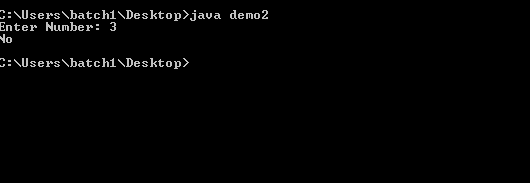 C:\Users\batch1\Desktop>java demo2
Enter Number: 3
No
C:\Users\batch1\Desktop>